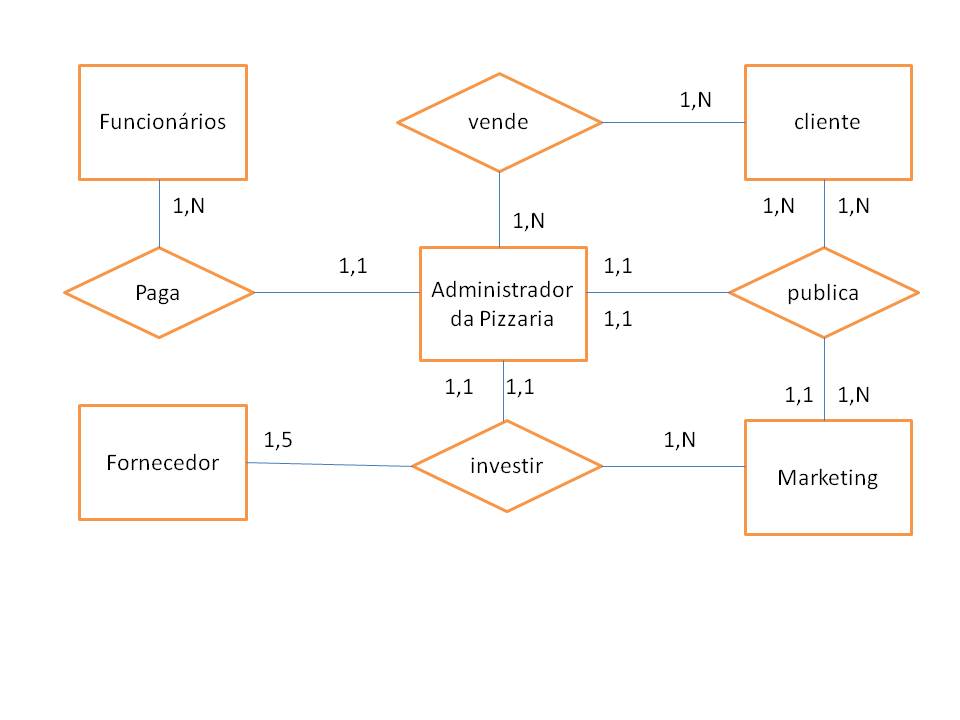 Funcionários
vende
1,N
cliente
1,N
1,N
1,N
1,N
Paga
1,1
Administrador
da Pizzaria
1,1
1,1
publica
1,1
1,1
1,1
1,N
Fornecedor
1,5
investir
1,N
Marketing